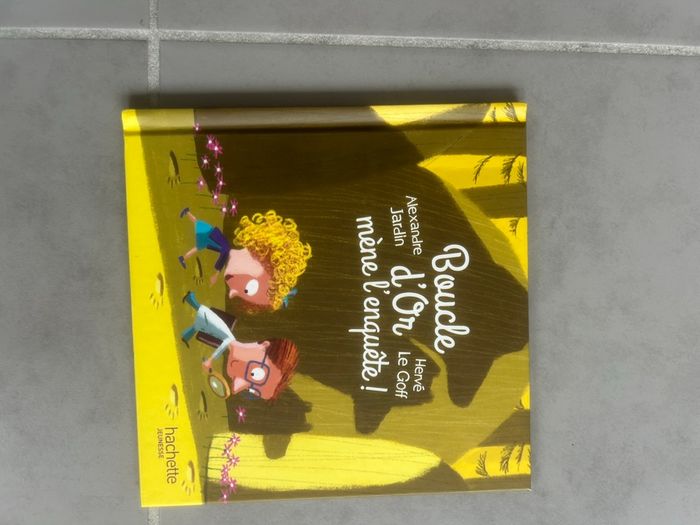 Boucle
d'Or
mène l'enquête !
Alexandre
Jardin
Hervé
Le Goff
hachette
JEUNESSE